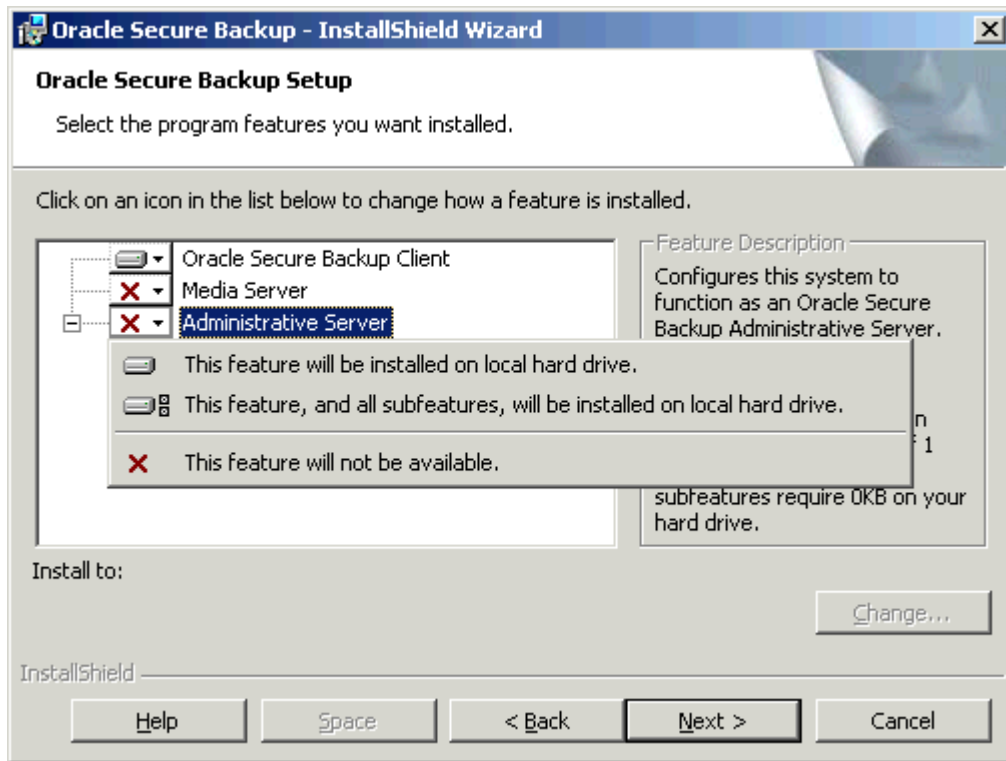 Oracle Secure Backup - InstallShield Wizard
Oracle Secure Backup Setup
Select the program features you want installed.
Click on an icon in the list below to change how a feature is installed.
Oracle Secure Backup Client
Media Server
Administrative Server
Feature Description
Configures this system to
function as an Oracle Secure
Backup Administrative Server.
This feature will be installed on local hard drive.
This feature, and all subfeatures, will be installed on local hard drive.
This feature will not be available.
1
subfeatures require 0KB on your
hard drive.
Install to:
Change...
InstallShield
Help
Space
< Back
Next >
Cancel